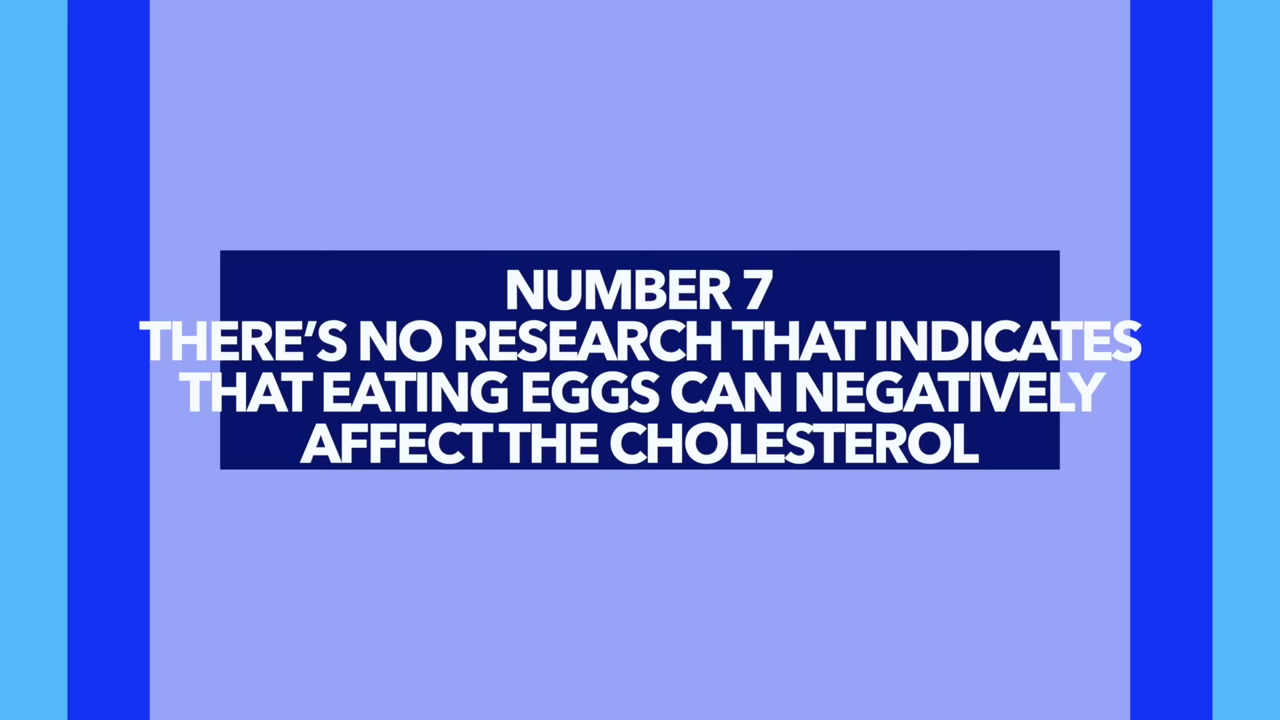 NUMBER 7
THERE’S NO RESEARCH THAT INDICATES
THAT EATING EGGS CAN NEGATIVELY
AFFECT THE CHOLESTEROL